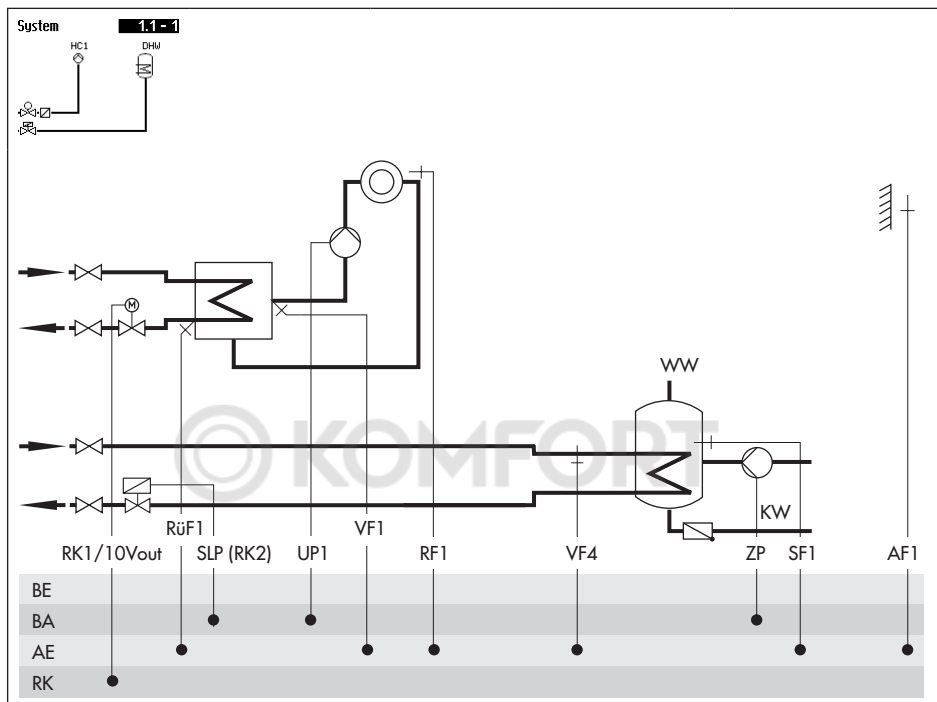 System 1.1 - 1
HC1 DHW
M
WW
KOMFORT
KW
RüF1 VF1
RK1/10Vout SLP (RK2) UP1 RF1 VF4 ZP SF1 AF1
BE
BA
AE
RK